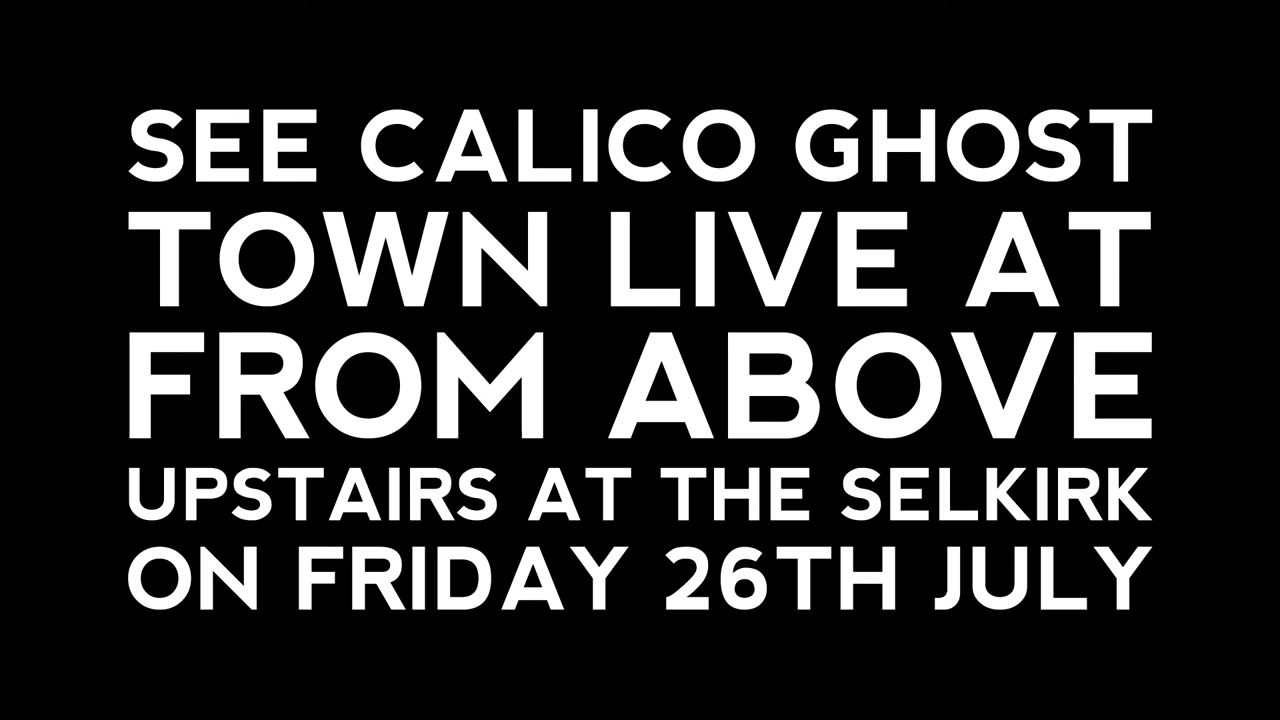 SEE CALICO GHOST
TOWN LIVE AT
FROM ABOVE
UPSTAIRS AT THE SELKIRK
ON FRIDAY 26TH JULY